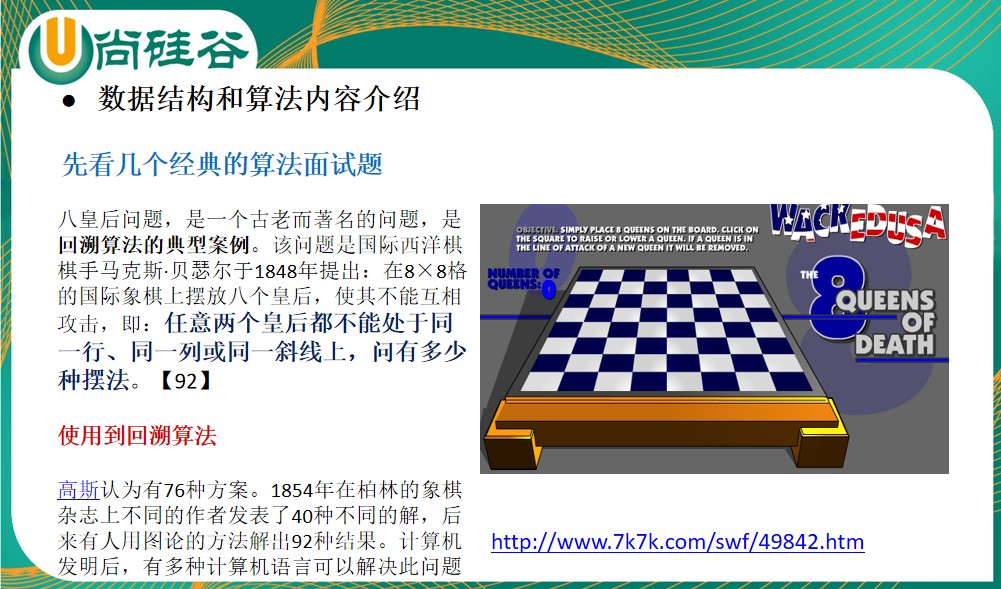 尚硅谷
● 数据结构和算法内容介绍
先看几个经典的算法面试题
八皇后问题，是一个古老而著名的问题，是
回溯算法的典型案例。该问题是国际西洋棋
棋手马克斯·贝瑟尔于1848年提出：在8×8格
的国际象棋上摆放八个皇后，使其不能互相
攻击，即：任意两个皇后都不能处于同
一行、同一列或同一斜线上，问有多少
种摆法。【92】
使用到回溯算法
高斯认为有76种方案。1854年在柏林的象棋
杂志上不同的作者发表了40种不同的解，后
来有人用图论的方法解出92种结果。计算机
发明后，有多种计算机语言可以解决此问题
WACKEDUSA
OBJECTIVE: SIMPLY PLACE 8 QUEENS ON THE BOARD. CLICK ON
THE SQUARE TO RAISE OR LOWER A QUEEN. IF A QUEEN IS IN
THE LINE OF ATTACK OF A NEW QUEEN IT WILL BE REMOVED.
NUMBER OF
QUEENS:0
THE 8 QUEENS
OF
DEATH
http://www.7k7k.com/swf/49842.htm